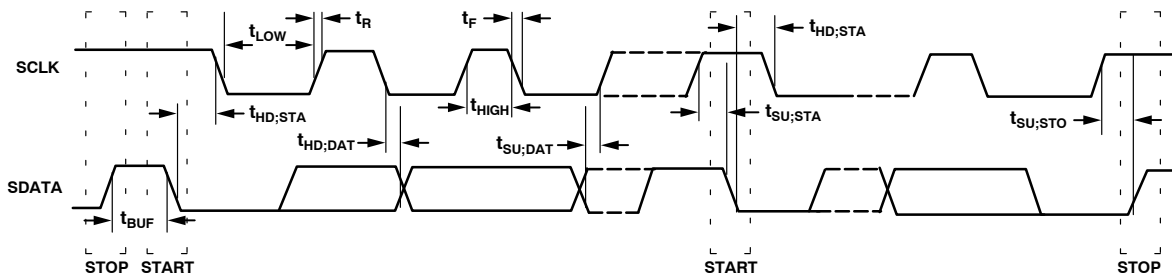 tR
tF
tLOW
tHD;STA
SCLK
tHD;STA
tHIGH
tSU;STA
tSU;STO
tHD;DAT
tSU;DAT
SDATA
tBUF
STOP START START STOP